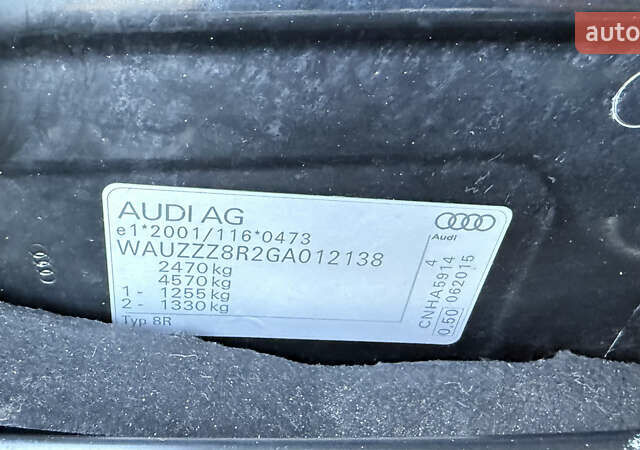 auto
AUDI AG
e1*2001/116*0473
WAUZZZ8R2GA012138
2470 kg
4570 kg
1 - 1255 kg
2 - 1330 kg
Typ 8R
Audi
CNHA5914 4
0.50 062015